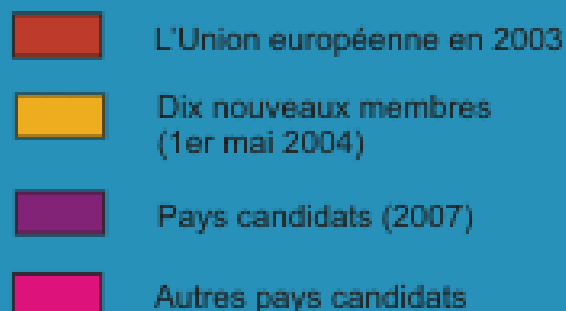 L'Union européenne en 2003
Dix nouveaux membres
(1er mai 2004)
Pays candidats (2007)
Autres pays candidats